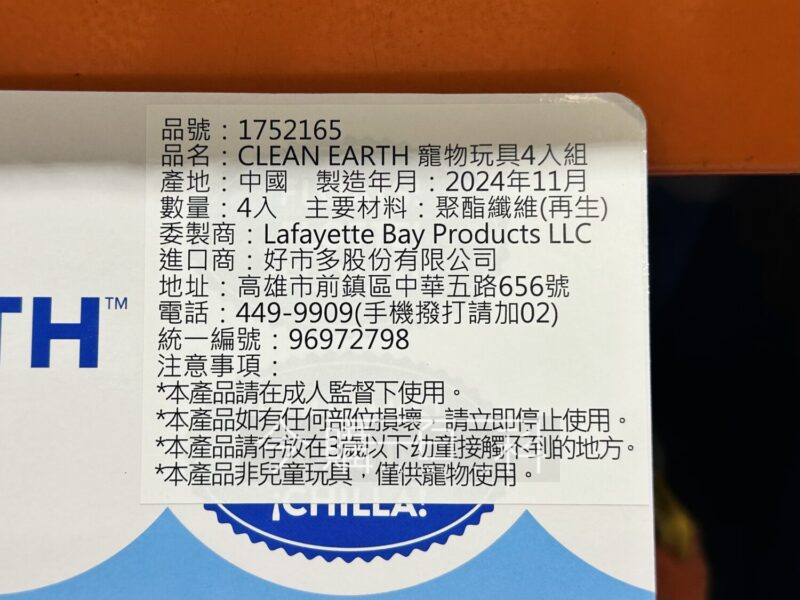 品號：1752165
品名：CLEAN EARTH 寵物玩具4入組
產地：中國　製造年月：2024年11月
數量：4入　主要材料：聚酯纖維(再生)
委製商：Lafayette Bay Products LLC
進口商：好市多股份有限公司
地址：高雄市前鎮區中華五路656號
電話：449-9909(手機撥打請加02)
統一編號：96972798
注意事項：
*本產品請在成人監督下使用。
*本產品如有任何部位損壞，請立即停止使用。
*本產品請存放在3歲以下幼童接觸不到的地方。
*本產品非兒童玩具，僅供寵物使用。
TH™
¡CHILLA!